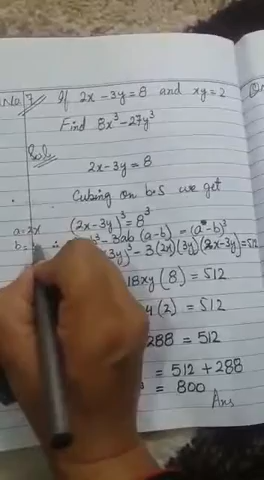 7 If 2x - 3y = 8 and xy = 2
Find 8x³ - 27y³
Sol:
2x - 3y = 8
Cubing on b.s we get
a = 2x (2x - 3y)³ = 8³
- 3ab (a - b) = (a - b)³
3y)³ - 3(2x)(3y)(2x - 3y) = 512
18xy (8) = 512
(2) = 512
288 = 512
= 512 + 288
= 800
Ans